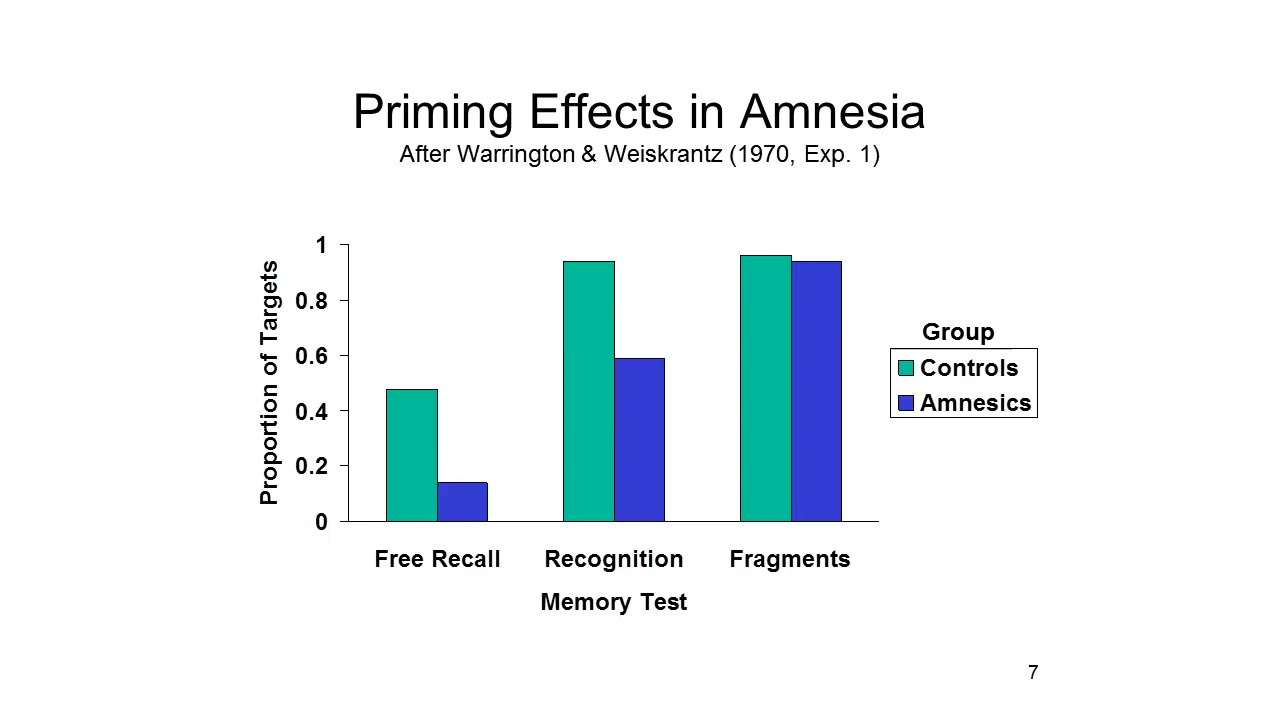 Priming Effects in Amnesia
After Warrington & Weiskrantz (1970, Exp. 1)
Proportion of Targets
1
0.8
0.6
0.4
0.2
0
Free Recall
Recognition
Fragments
Memory Test
Group
Controls
Amnesics
7